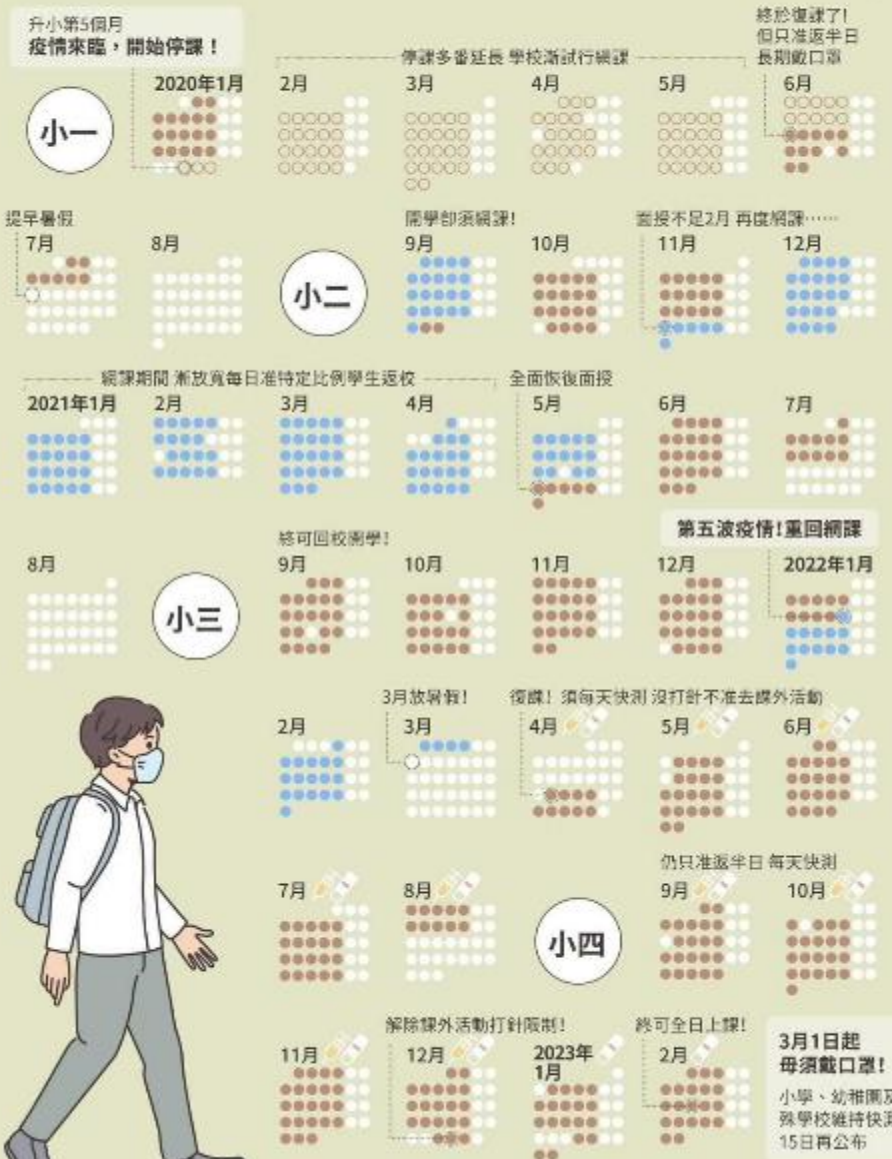 升小第5個月
疫情來臨，開始停課！
終於復課了!
但只准返半日
長期戴口罩
停課多番延長 學校漸試行網課
小一
2020年1月
2月
3月
4月
5月
6月
提早暑假
開學即須網課!
面授不足2月 再度網課……
7月
8月
小二
9月
10月
11月
12月
網課期間 漸放寬每日准特定比例學生返校
全面恢復面授
2021年1月
2月
3月
4月
5月
6月
7月
第五波疫情!重回網課
終可回校開學!
8月
小三
9月
10月
11月
12月
2022年1月
3月放暑假!
復課! 須每天快測 沒打針不准去課外活動
2月
3月
4月
5月
6月
仍只准返半日 每天快測
7月
8月
小四
9月
10月
解除課外活動打針限制!
終可全日上課!
11月
12月
2023年
1月
2月
3月1日起
毋須戴口罩!
小學、幼稚園及
殊學校維持快測
15日再公布